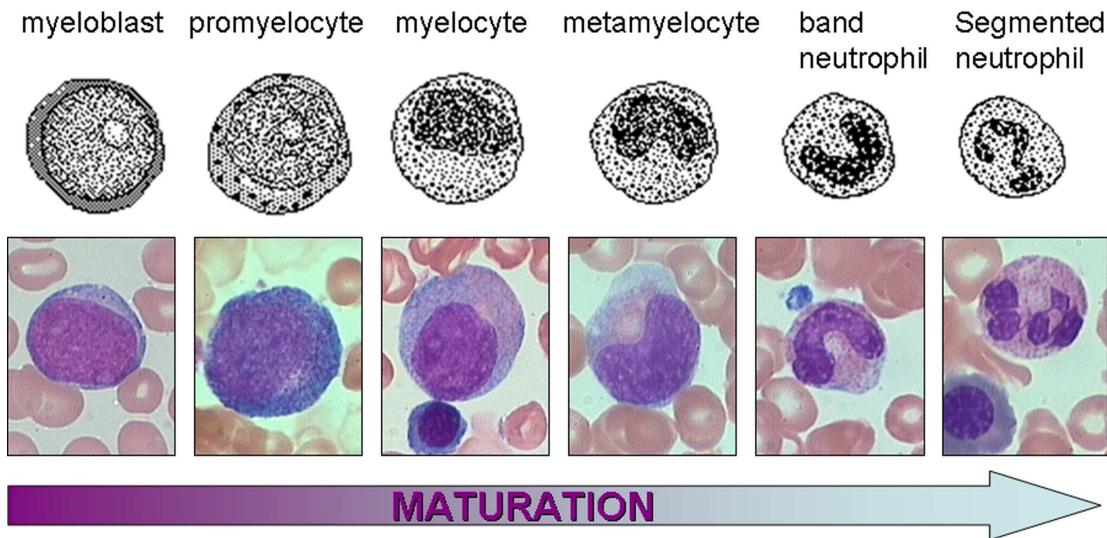 myeloblast promyelocyte myelocyte metamyelocyte band Segmented
neutrophil neutrophil
MATURATION